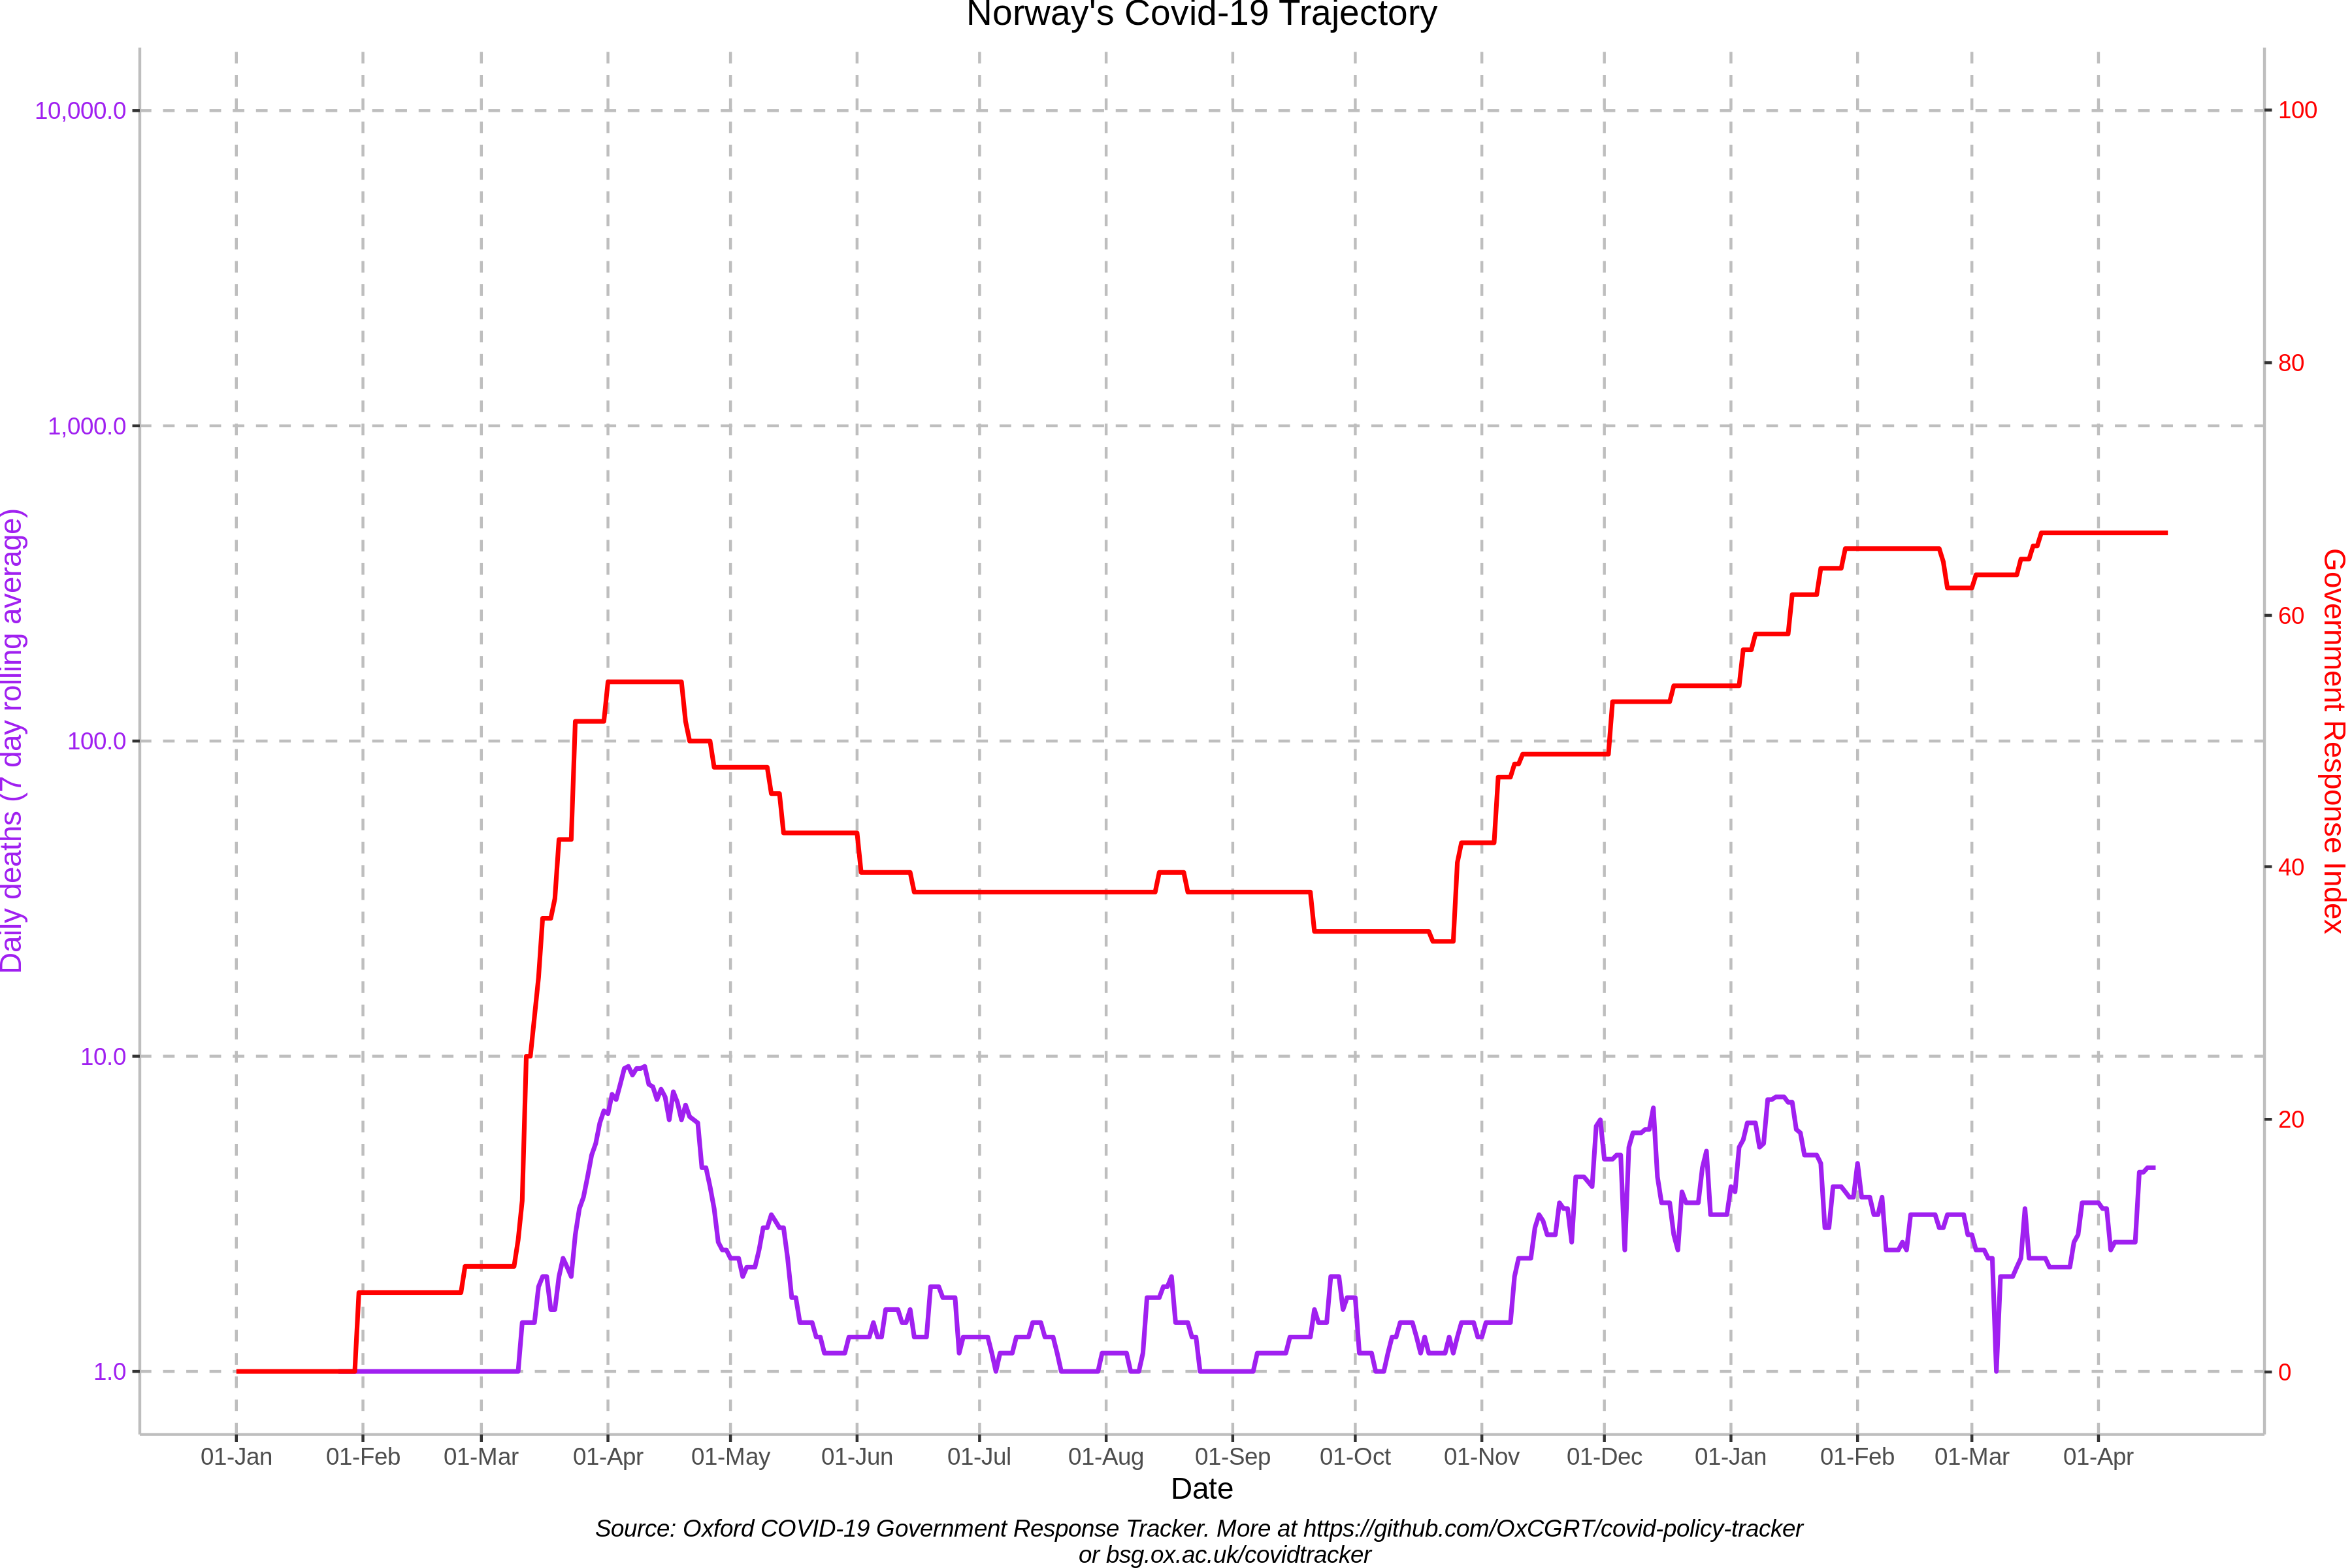 Norway's Covid-19 Trajectory
10,000.0
1,000.0
100.0
10.0
1.0
Daily deaths (7 day rolling average)
100
80
60
40
20
0
Government Response Index
01-Jan 01-Feb 01-Mar 01-Apr 01-May 01-Jun 01-Jul 01-Aug 01-Sep 01-Oct 01-Nov 01-Dec 01-Jan 01-Feb 01-Mar 01-Apr
Date
Source: Oxford COVID-19 Government Response Tracker. More at https://github.com/OxCGRT/covid-policy-tracker
or bsg.ox.ac.uk/covidtracker